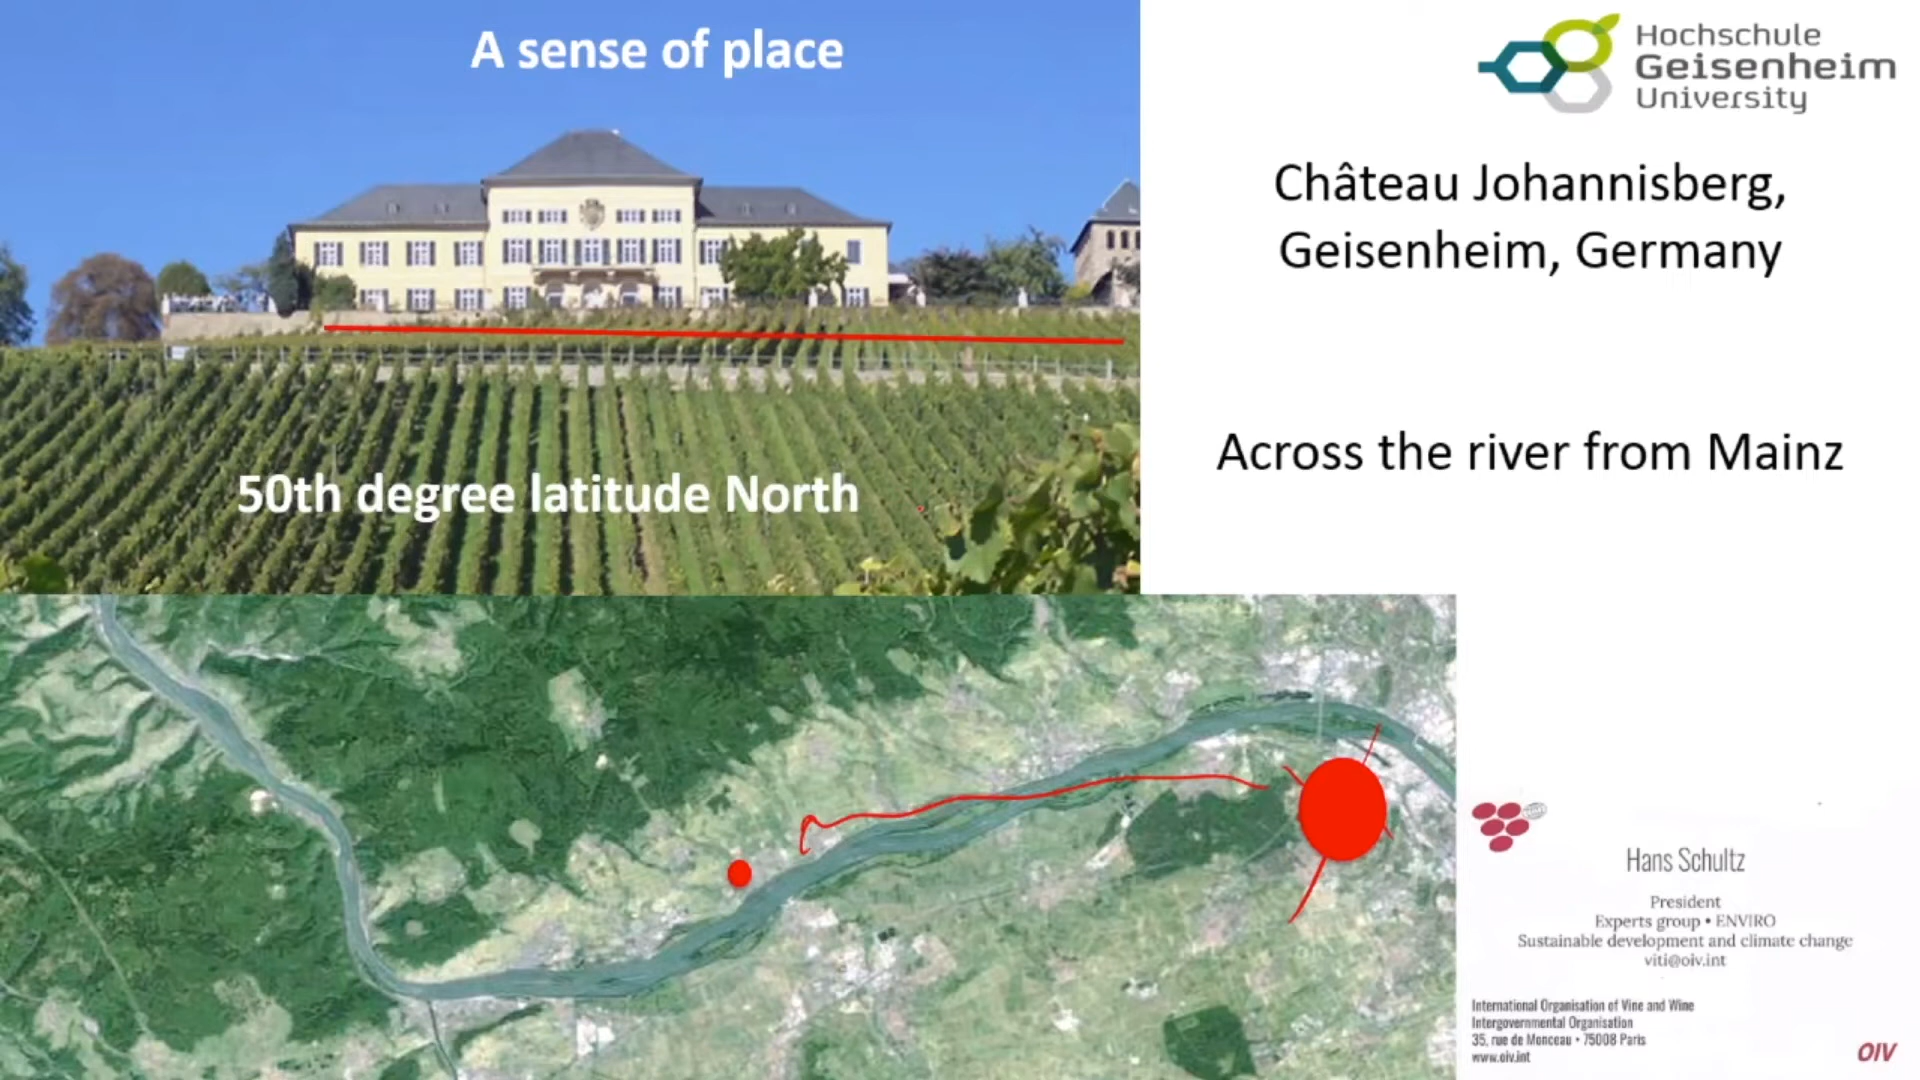 A sense of place
50th degree latitude North
Hochschule
Geisenheim
University
Château Johannisberg,
Geisenheim, Germany
Across the river from Mainz
Hans Schultz
President
Experts group • ENVIRO
Sustainable development and climate change
viti@oiv.int
International Organisation of Vine and Wine
Intergovernmental Organisation
35, rue de Monceau • 75008 Paris
www.oiv.int
OIV